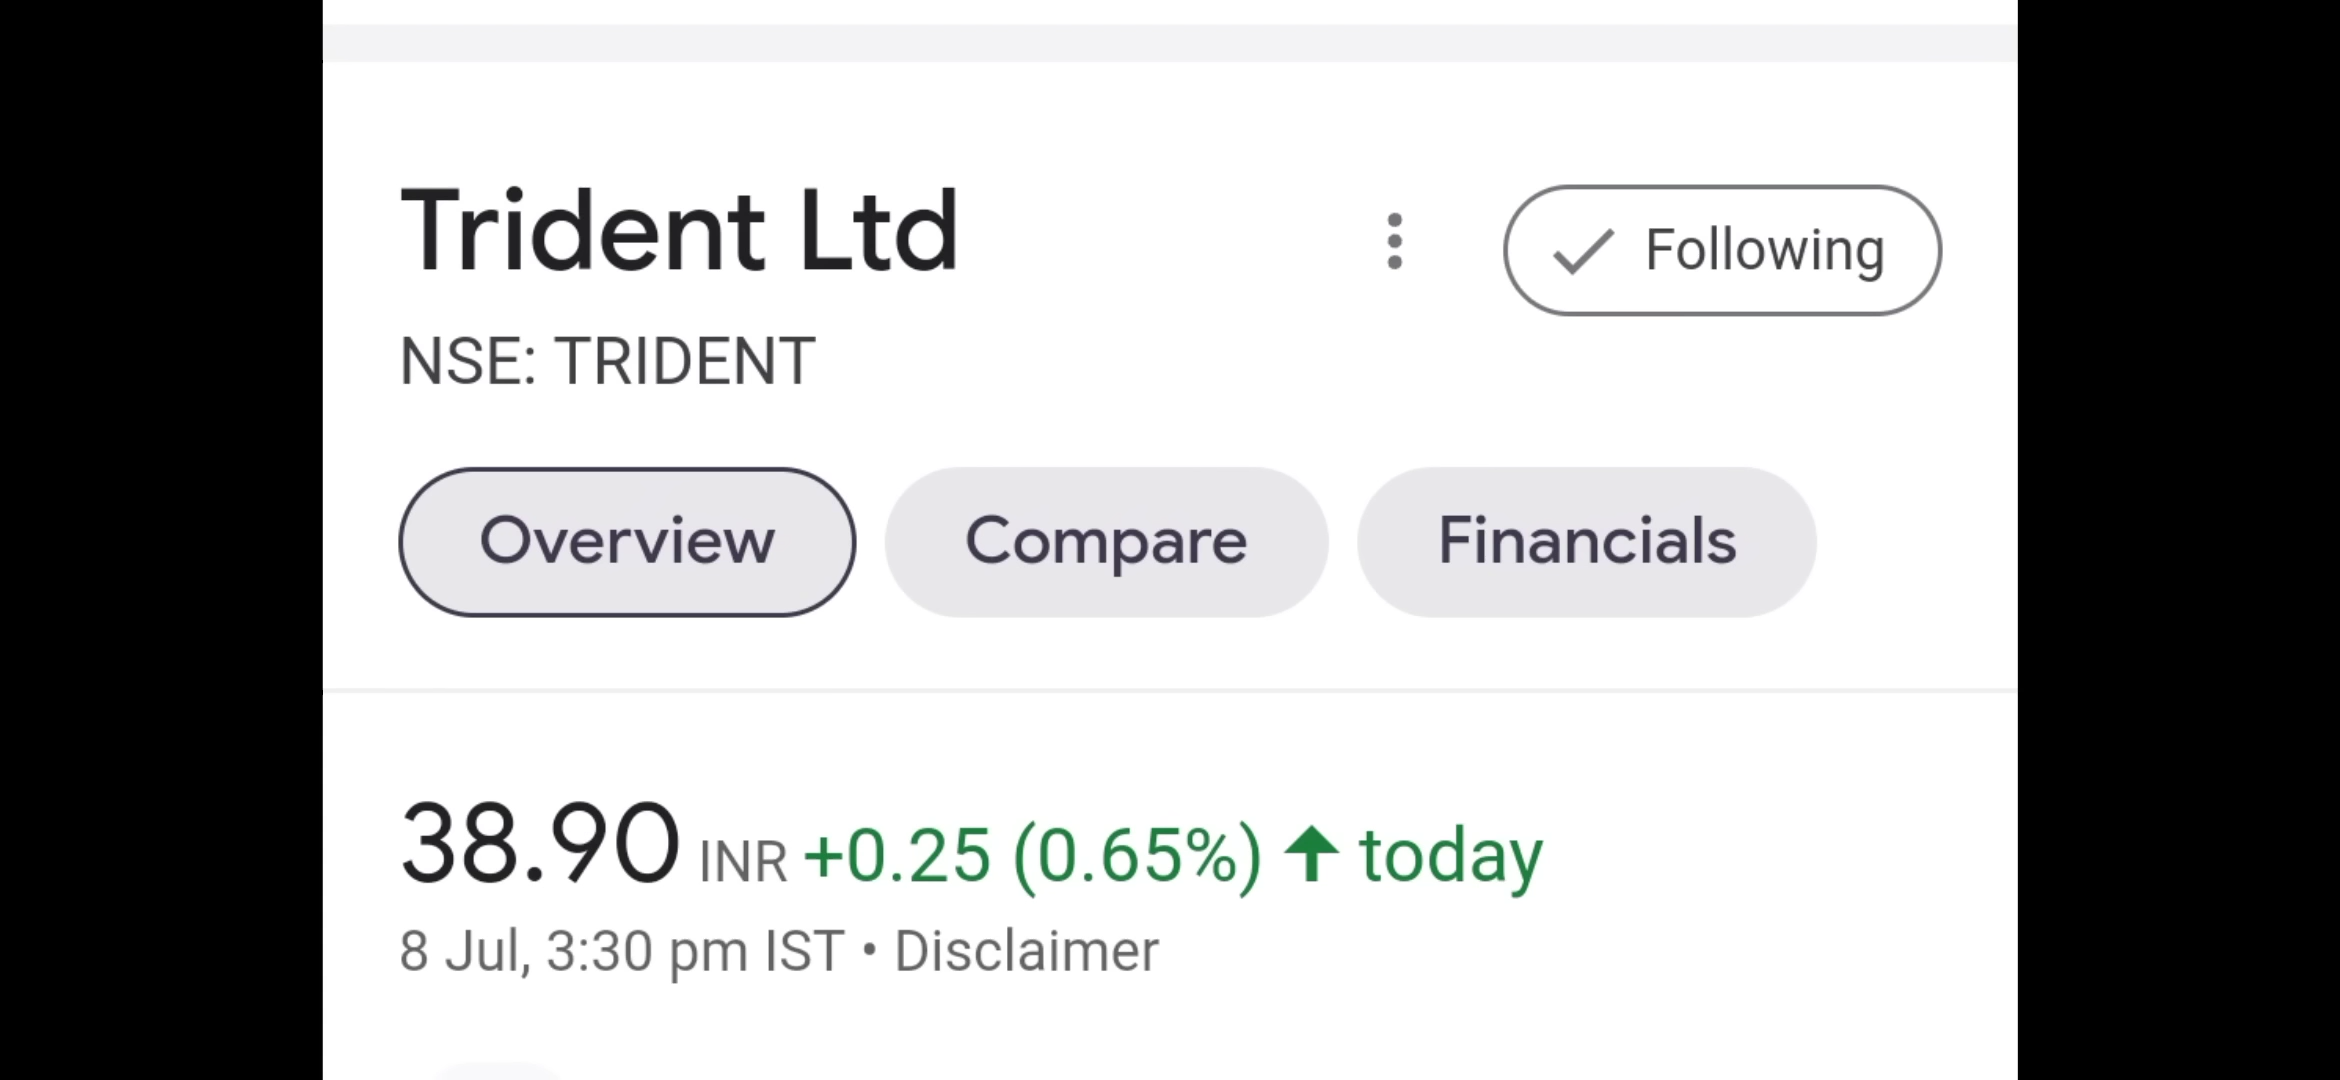 Trident Ltd
Following
NSE: TRIDENT
Overview Compare Financials
38.90 INR +0.25 (0.65%) ↑ today
8 Jul, 3:30 pm IST • Disclaimer